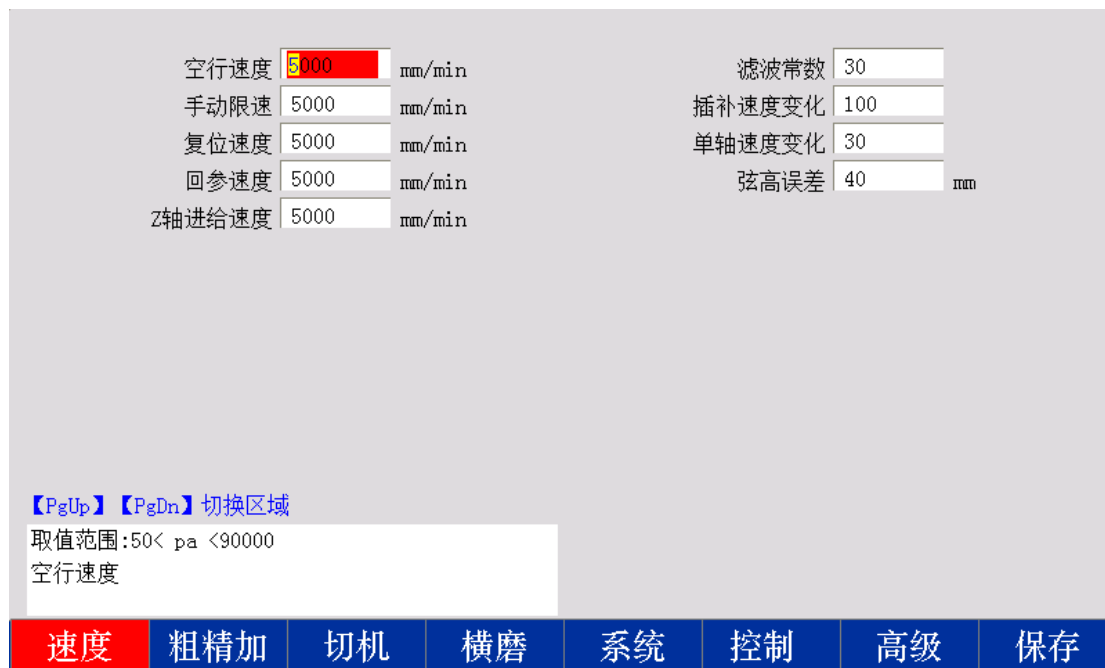 空行速度 5000 mm/min 滤波常数 30
手动限速 5000 mm/min 插补速度变化 100
复位速度 5000 mm/min 单轴速度变化 30
回参速度 5000 mm/min 弦高误差 40 mm
Z轴进给速度 5000 mm/min
【PgUp】【PgDn】切换区域
取值范围:50< pa <90000
空行速度
速度 粗精加 切机 横磨 系统 控制 高级 保存